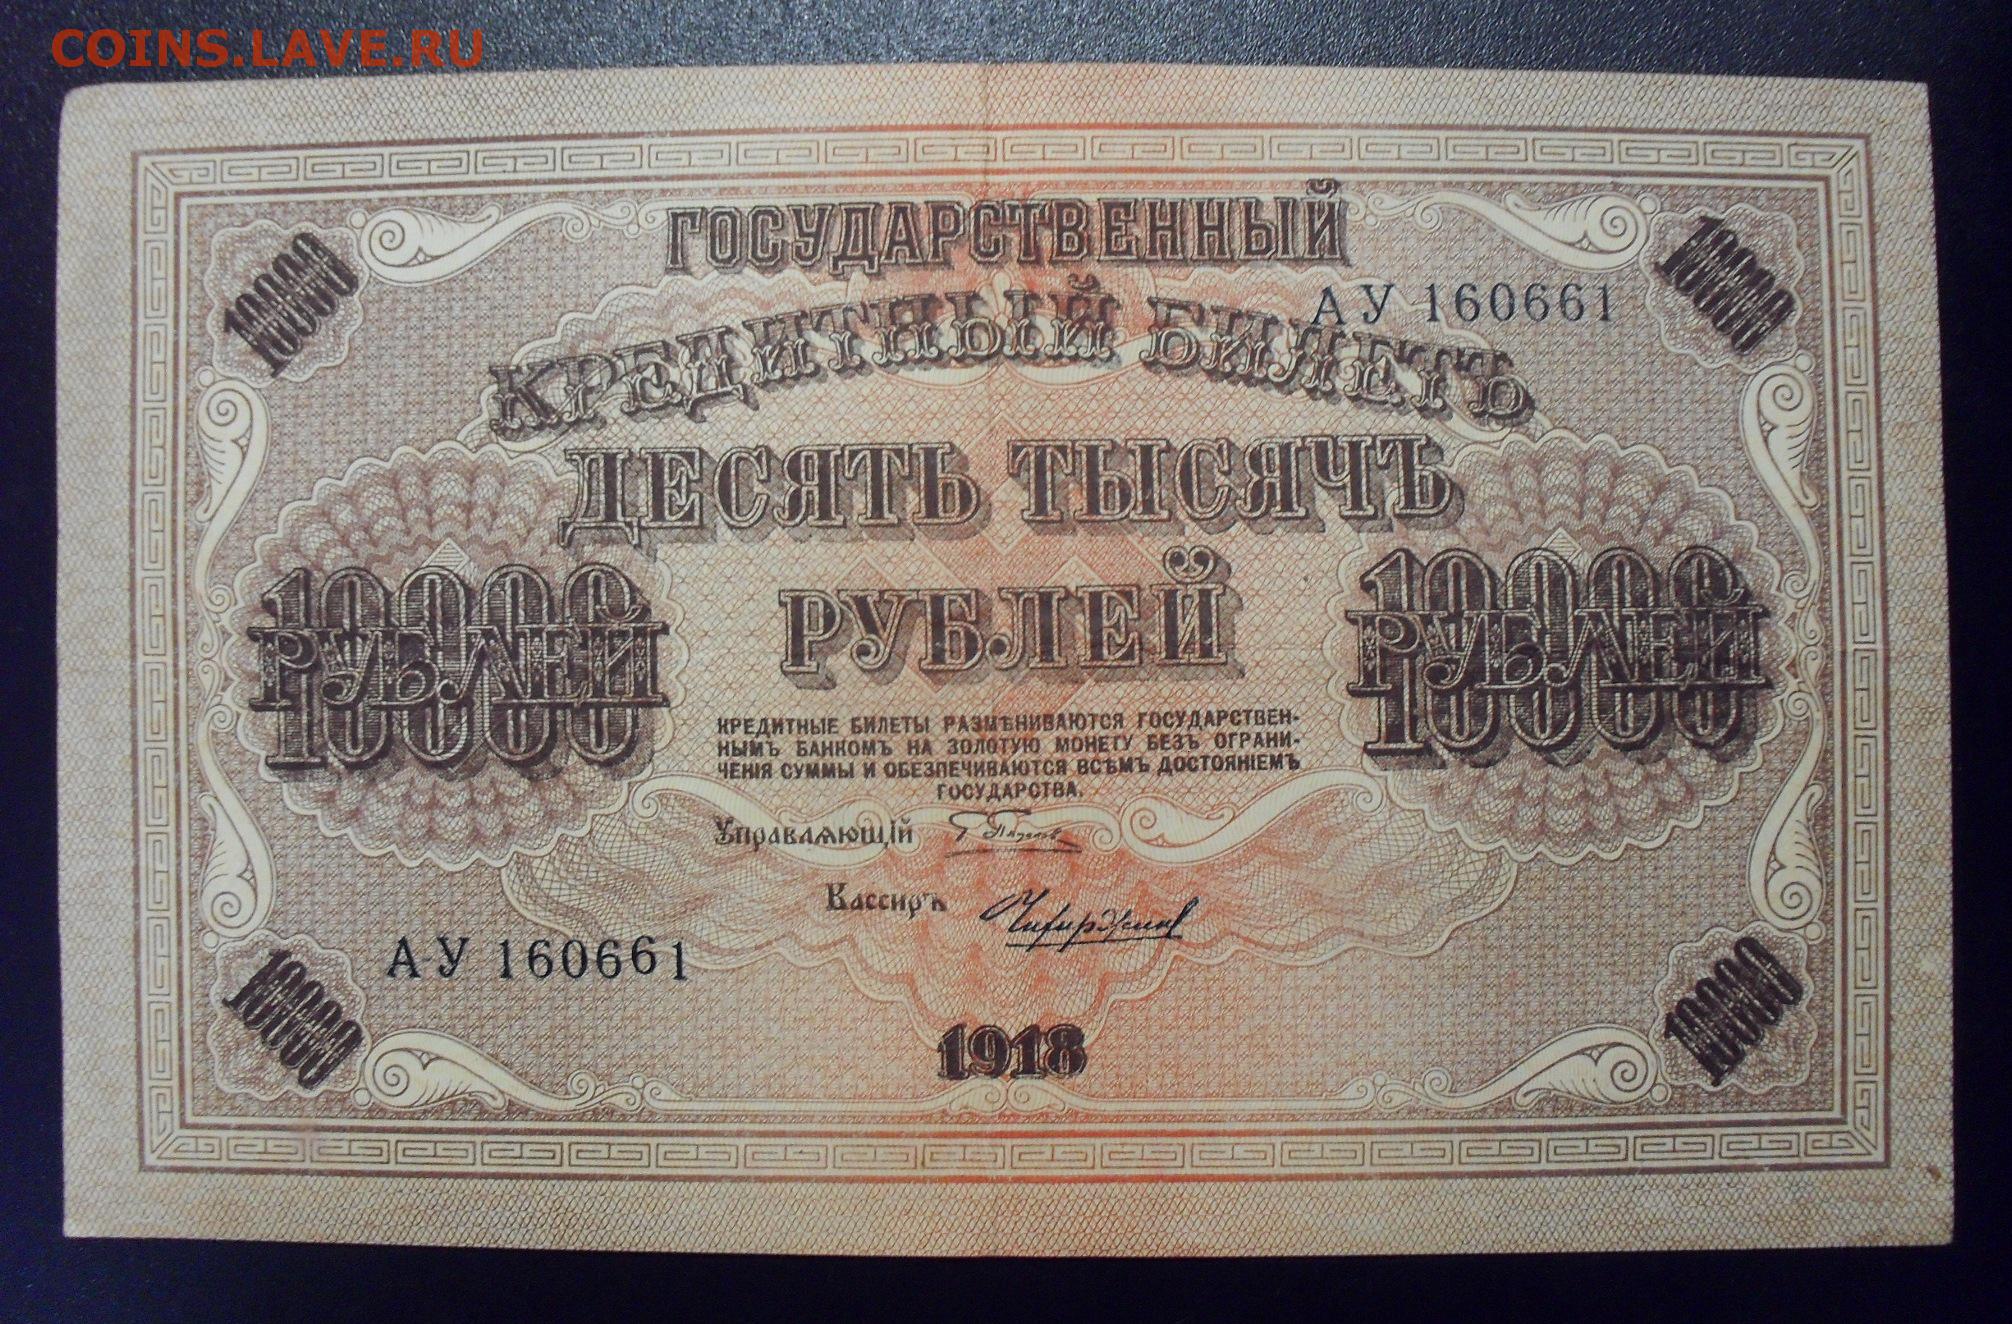 COINS.LAVE.RU
ГОСУДАРСТВЕННЫЙ
10000
10000
АУ 160661
КРЕДИТНЫЙ БИЛЕТЪ
ДЕСЯТЬ ТЫСЯЧЪ
РУБЛЕЙ
10000
РУБЛЕЙ
10000
РУБЛЕЙ
КРЕДИТНЫЕ БИЛЕТЫ РАЗМѢНИВАЮТСЯ ГОСУДАРСТВЕН-
НЫМЪ БАНКОМЪ НА ЗОЛОТУЮ МОНЕТУ БЕЗЪ ОГРАНИ-
ЧЕНІЯ СУММЫ И ОБЕЗПЕЧИВАЮТСЯ ВСѢМЪ ДОСТОЯНІЕМЪ
ГОСУДАРСТВА.
Управляющій
Кассиръ
АУ 160661
10000
10000
1918